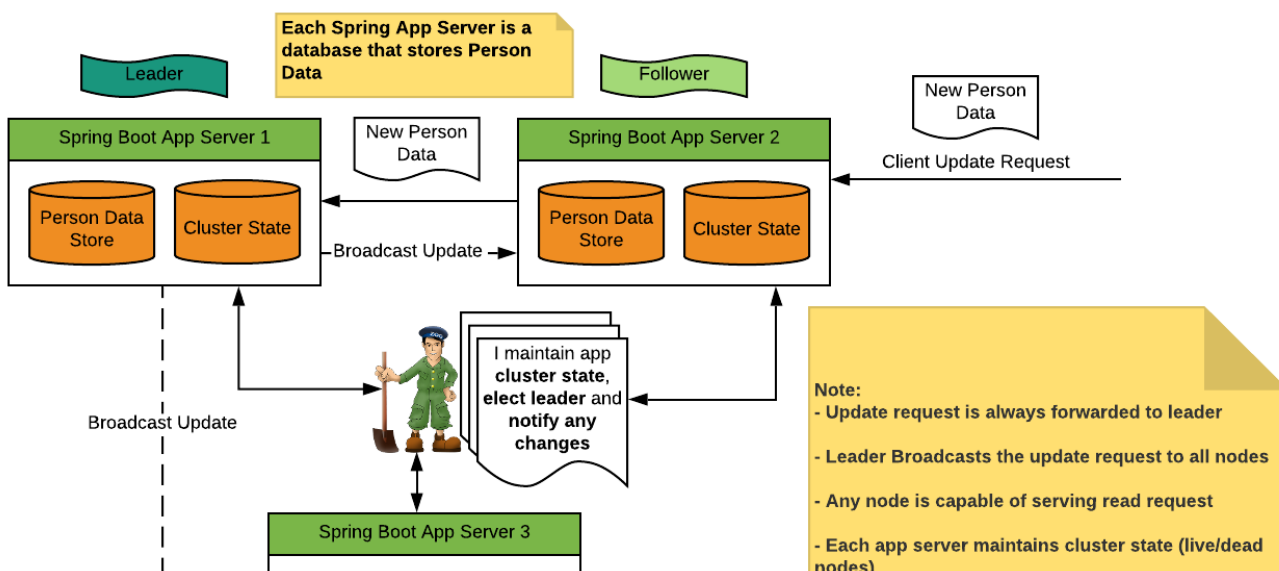 Each Spring App Server is a
database that stores Person
Data
Leader
Follower
New Person
Data
Client Update Request
Spring Boot App Server 1
New Person
Data
Spring Boot App Server 2
Person Data
Store
Cluster State
Person Data
Store
Cluster State
Broadcast Update
I maintain app
cluster state,
elect leader and
notify any
changes
Broadcast Update
Note:
- Update request is always forwarded to leader
- Leader Broadcasts the update request to all nodes
- Any node is capable of serving read request
- Each app server maintains cluster state (live/dead
nodes)
Spring Boot App Server 3